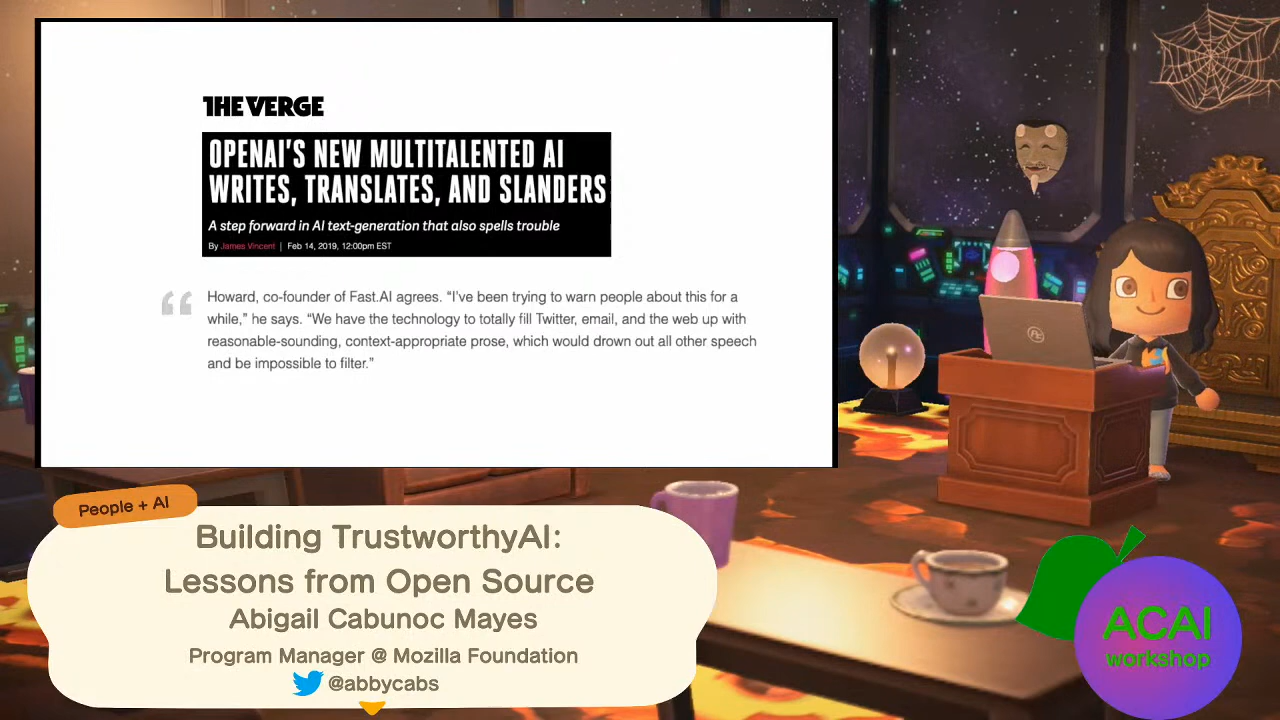 THE VERGE
OPENAI'S NEW MULTITALENTED AI
WRITES, TRANSLATES, AND SLANDERS
A step forward in AI text-generation that also spells trouble
By James Vincent | Feb 14, 2019, 12:00pm EST
“
Howard, co-founder of Fast.AI agrees. “I've been trying to warn people about this for a
while,” he says. “We have the technology to totally fill Twitter, email, and the web up with
reasonable-sounding, context-appropriate prose, which would drown out all other speech
and be impossible to filter.”
People + AI
Building TrustworthyAI:
Lessons from Open Source
Abigail Cabunoc Mayes
Program Manager @ Mozilla Foundation
@abbycabs
ACAI
workshop